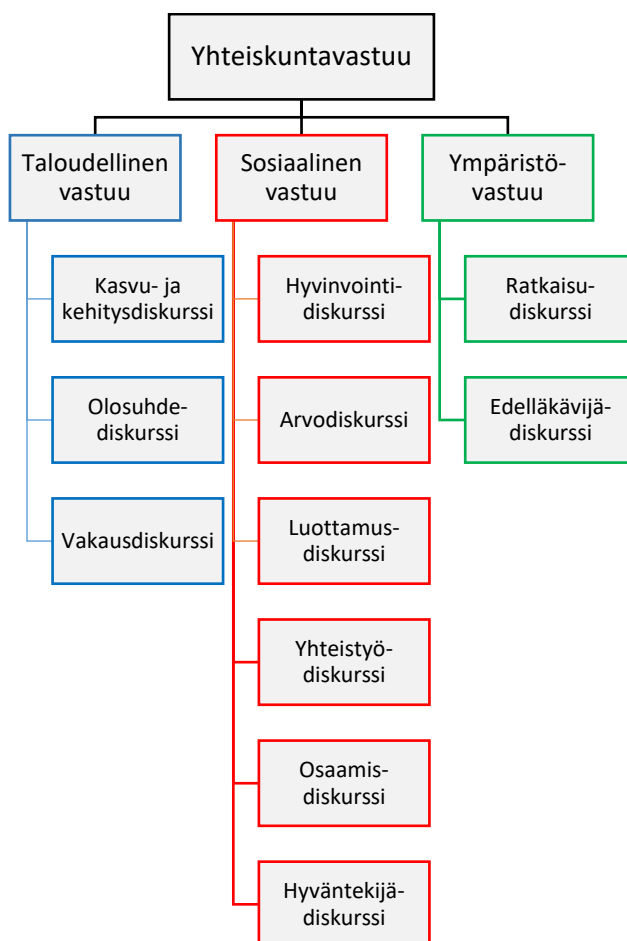 Yhteiskuntavastuu
Taloudellinen
vastuu
Kasvu- ja
kehitysdiskurssi
Olosuhde-
diskurssi
Vakausdiskurssi
Sosiaalinen
vastuu
Hyvinvointi-
diskurssi
Arvodiskurssi
Luottamus-
diskurssi
Yhteistyö-
diskurssi
Osaamis-
diskurssi
Hyväntekijä-
diskurssi
Ympäristö-
vastuu
Ratkaisu-
diskurssi
Edelläkävijä-
diskurssi